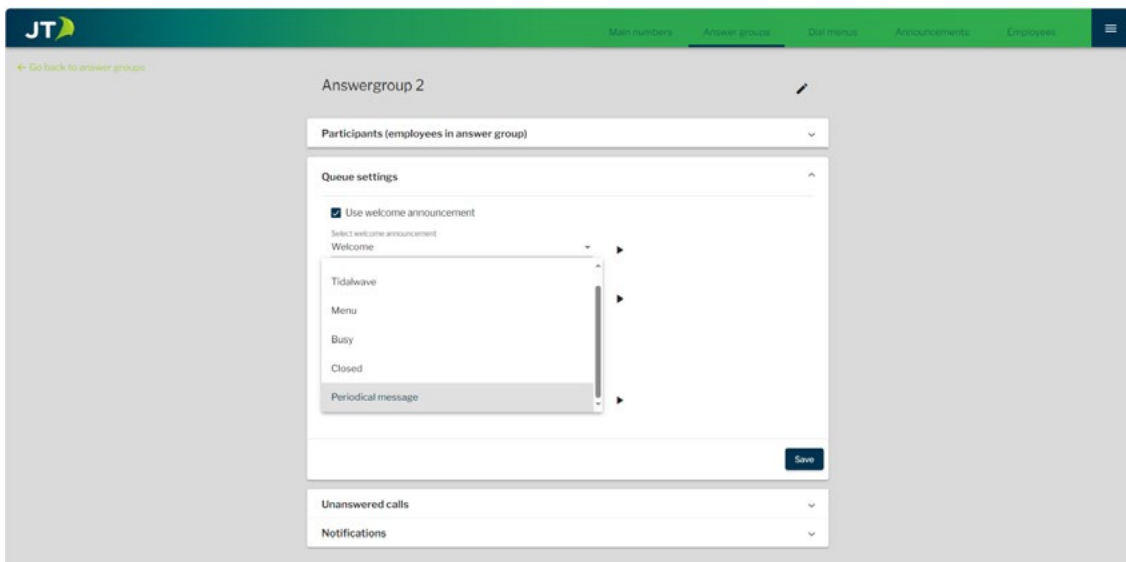 JT
Main numbers Answer groups Dial menus Announcements Employees
← Go back to answer groups
Answergroup 2
Participants (employees in answer group)
Queue settings
Use welcome announcement
Select welcome announcement
Welcome
Tidalwave
Menu
Busy
Closed
Periodical message
Save
Unanswered calls
Notifications